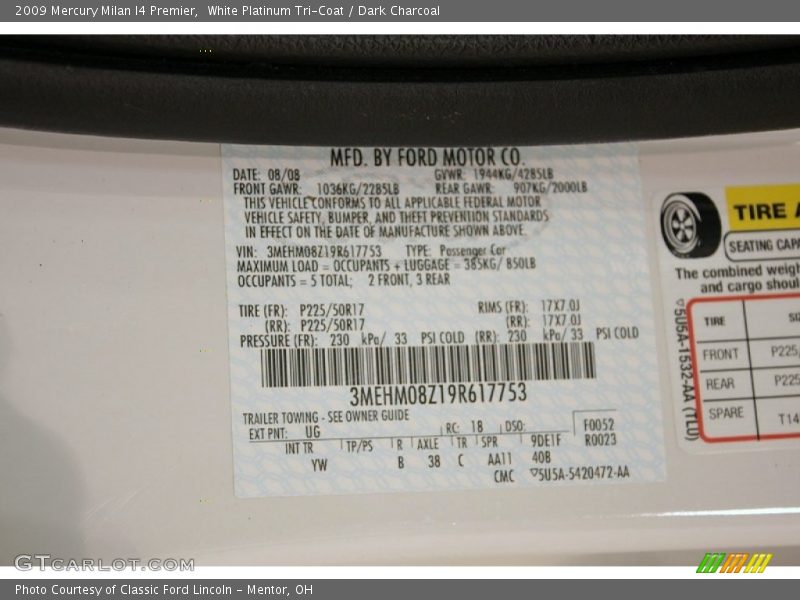 2009 Mercury Milan I4 Premier,  White Platinum Tri-Coat / Dark Charcoal
MFD. BY FORD MOTOR CO.
DATE: 08/08 GVWR: 1944KG/4285LB
FRONT GAWR: 1036KG/2285LB REAR GAWR: 907KG/2000LB
THIS VEHICLE CONFORMS TO ALL APPLICABLE FEDERAL MOTOR
VEHICLE SAFETY, BUMPER, AND THEFT PREVENTION STANDARDS
IN EFFECT ON THE DATE OF MANUFACTURE SHOWN ABOVE.
VIN: 3MEHM08Z19R617753 TYPE: Passenger Car
MAXIMUM LOAD = OCCUPANTS + LUGGAGE = 385KG/ 850LB
OCCUPANTS = 5 TOTAL; 2 FRONT, 3 REAR
TIRE (FR): P225/50R17 RIMS (FR): 17X7.0J
(RR): P225/50R17 (RR): 17X7.0J
PRESSURE (FR): 230 kPa/ 33 PSI COLD (RR): 230 kPa/ 33 PSI COLD
3MEHM08Z19R617753
TRAILER TOWING - SEE OWNER GUIDE
EXT PNT: UG RC: 18 DSO: F0052
INT TR TP/PS R AXLE TR SPR 9DE1F R0023
YW B 38 C AA11 40B
CMC ▽5U5A-5420472-AA
TIRE A
SEATING CAPA
The combined weigh
and cargo shoul
▽5U5A-1532-AA (TLU)
TIRE SI
FRONT P225
REAR P225
SPARE T14
GTcarlot.com
Photo Courtesy of Classic Ford Lincoln - Mentor, OH